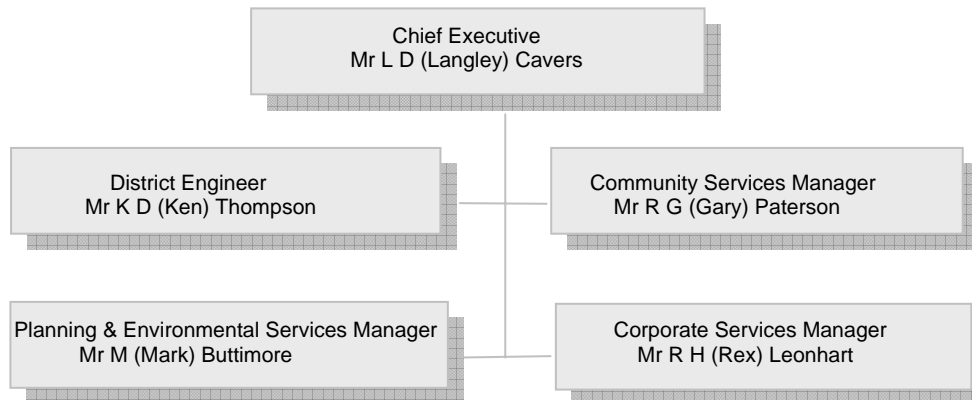 Chief Executive
Mr L D (Langley) Cavers
District Engineer
Mr K D (Ken) Thompson
Community Services Manager
Mr R G (Gary) Paterson
Planning & Environmental Services Manager
Mr M (Mark) Buttimore
Corporate Services Manager
Mr R H (Rex) Leonhart